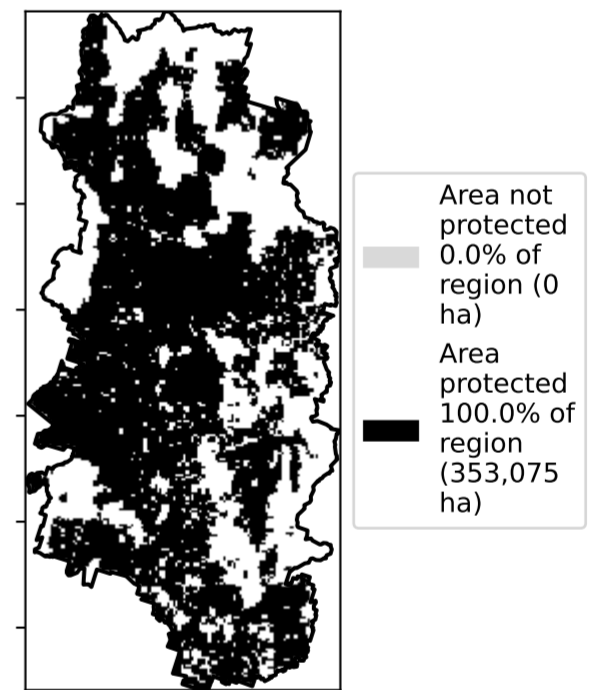 Area not
protected
0.0% of
region (0
ha)
Area
protected
100.0% of
region
(353,075
ha)